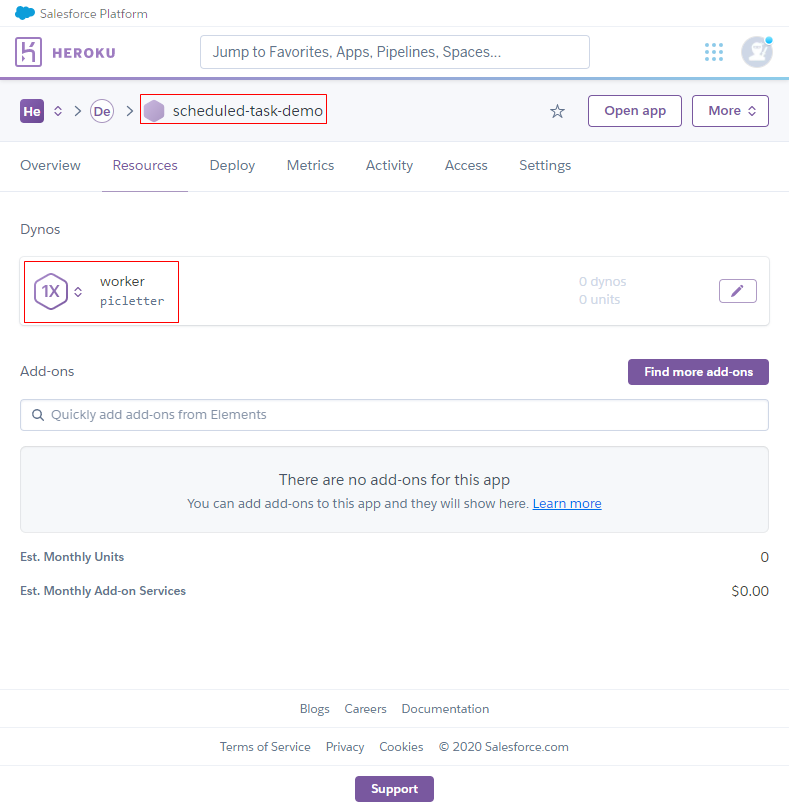 Salesforce Platform
HEROKU
Jump to Favorites, Apps, Pipelines, Spaces...
He > De > scheduled-task-demo
Open app
More
Overview Resources Deploy Metrics Activity Access Settings
Dynos
1X
worker
picletter
0 dynos
0 units
Add-ons
Find more add-ons
Quickly add add-ons from Elements
There are no add-ons for this app
You can add add-ons to this app and they will show here. Learn more
Est. Monthly Units 0
Est. Monthly Add-on Services $0.00
Blogs Careers Documentation
Terms of Service Privacy Cookies © 2020 Salesforce.com
Support